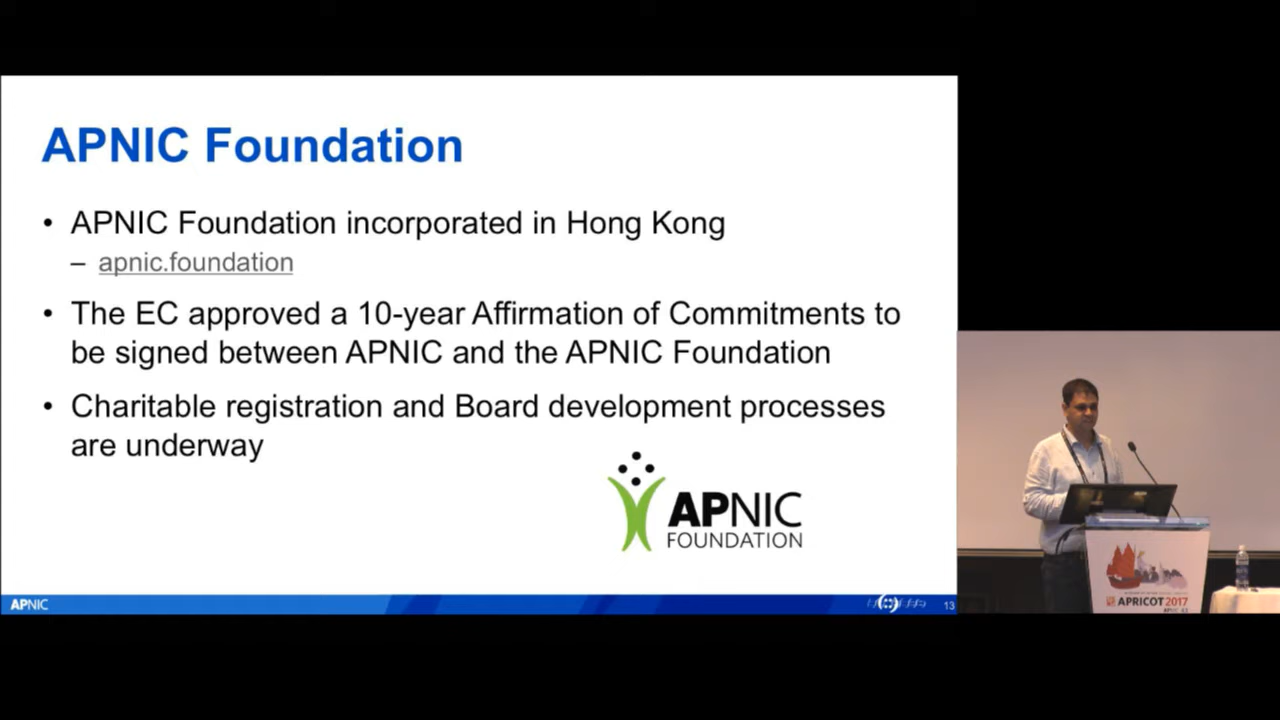 APNIC Foundation
• APNIC Foundation incorporated in Hong Kong
– apnic.foundation
• The EC approved a 10-year Affirmation of Commitments to
be signed between APNIC and the APNIC Foundation
• Charitable registration and Board development processes
are underway
APNIC
FOUNDATION
APNIC
13
APRICOT 2017
APNIC 43